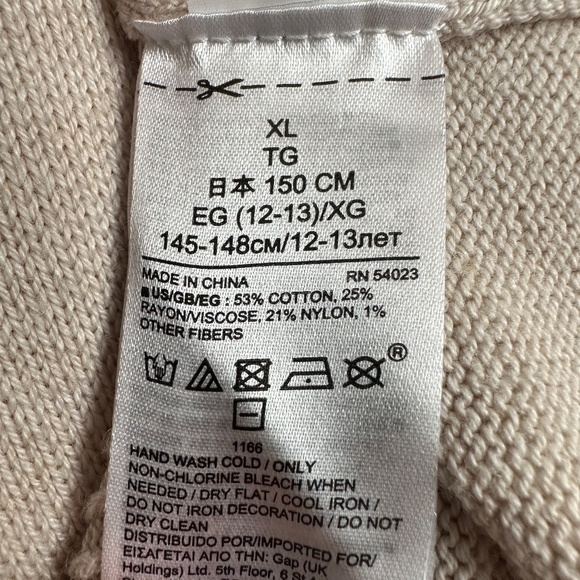 XL
TG
日本 150 CM
EG (12-13)/XG
145-148см/12-13лет
MADE IN CHINA RN 54023
US/GB/EG : 53% COTTON, 25%
RAYON/VISCOSE, 21% NYLON, 1%
OTHER FIBERS
®
1166
HAND WASH COLD / ONLY
NON-CHLORINE BLEACH WHEN
NEEDED / DRY FLAT / COOL IRON /
DO NOT IRON DECORATION / DO NOT
DRY CLEAN
DISTRIBUIDO POR/IMPORTED FOR/
ΕΙΣΑΓΕΤΑΙ ΑΠΟ ΤΗΝ: Gap (UK
Holdings) Ltd. 5th Floor, 6